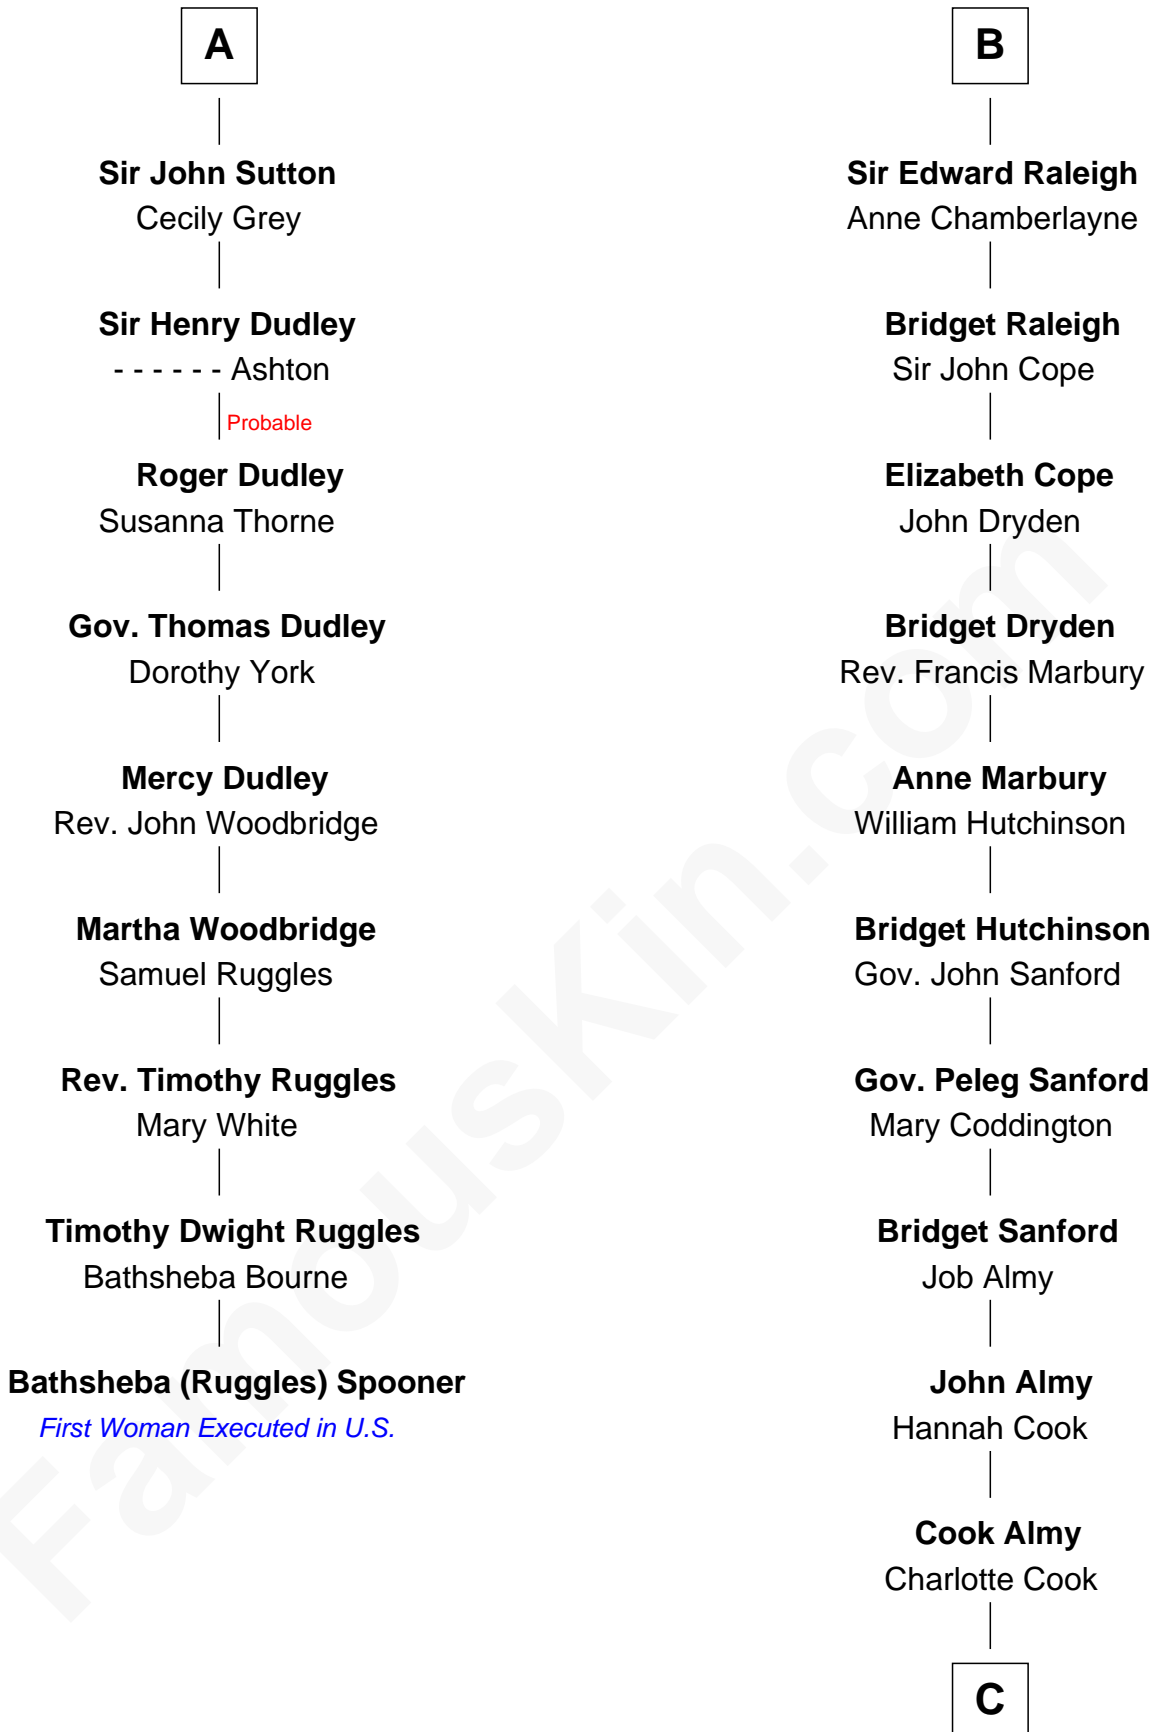 A
Sir John Sutton
Cecily Grey
Sir Henry Dudley
- - - - - - Ashton
Probable
Roger Dudley
Susanna Thorne
Gov. Thomas Dudley
Dorothy York
Mercy Dudley
Rev. John Woodbridge
Martha Woodbridge
Samuel Ruggles
Rev. Timothy Ruggles
Mary White
Timothy Dwight Ruggles
Bathsheba Bourne
Bathsheba (Ruggles) Spooner
First Woman Executed in U.S.
B
Sir Edward Raleigh
Anne Chamberlayne
Bridget Raleigh
Sir John Cope
Elizabeth Cope
John Dryden
Bridget Dryden
Rev. Francis Marbury
Anne Marbury
William Hutchinson
Bridget Hutchinson
Gov. John Sanford
Gov. Peleg Sanford
Mary Coddington
Bridget Sanford
Job Almy
John Almy
Hannah Cook
Cook Almy
Charlotte Cook
C
FamousKin.com